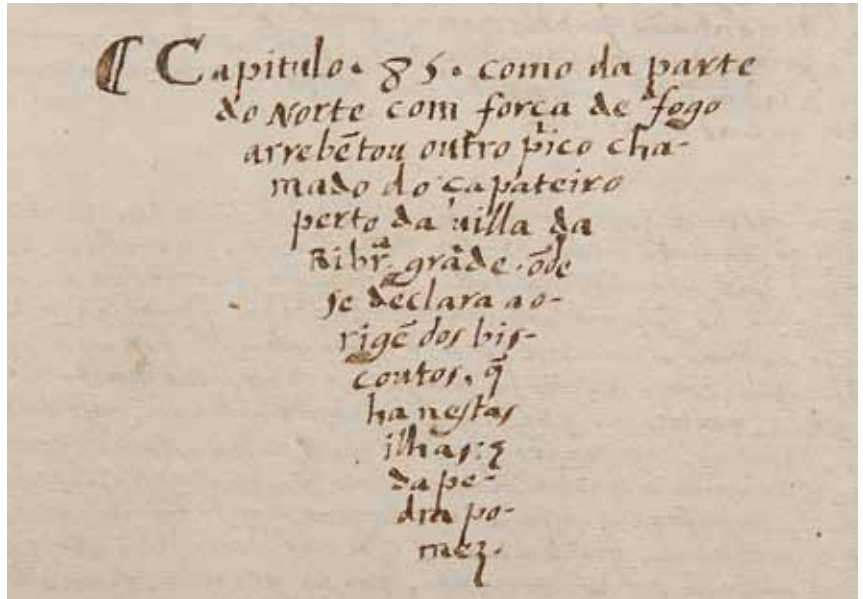 ¶ Capitulo. 85. como da parte
do Norte com força de fogo
arrebẽtou outro pico cha-
mado do çapateiro
perto da uilla da
Ribrª. grãde. õde
se declara a o-
rigẽ dos bis-
coutos. q̃
ha nestas
ilhas: &
da pe-
dra po-
mez.